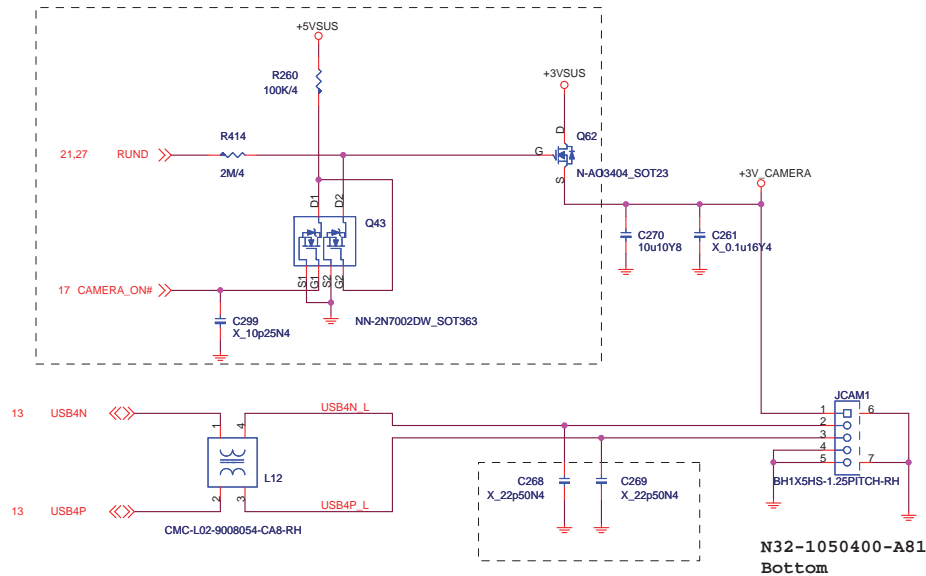 +5VSUS
R260
100K/4
+3VSUS
D
Q62
G
S
N-AO3404_SOT23
R414
2M/4
21,27 RUND
+3V_CAMERA
D1
D2
Q43
C270
10u10Y8
C261
X_0.1u16Y4
S1
G1
S2
G2
17 CAMERA_ON#
C299
X_10p25N4
NN-2N7002DW_SOT363
13 USB4N
USB4N_L
1
4
L12
2
3
13 USB4P
USB4P_L
CMC-L02-9008054-CA8-RH
C268
X_22p50N4
C269
X_22p50N4
JCAM1
1
2
3
4
5
6
7
BH1X5HS-1.25PITCH-RH
N32-1050400-A81
Bottom